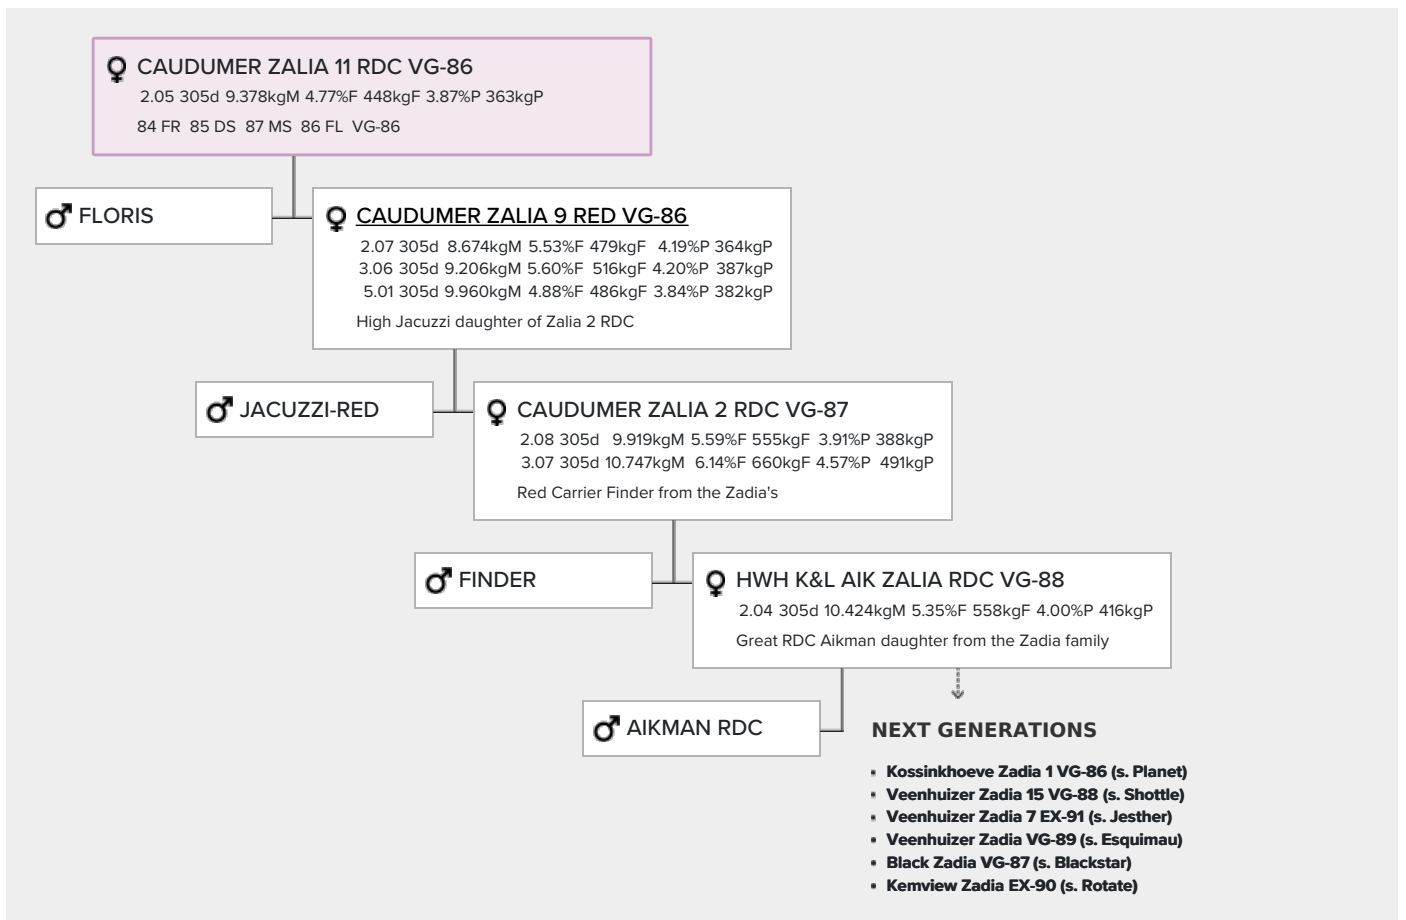 CAUDUMER ZALIA 11 RDC VG-86
2.05 305d 9.378kgM 4.77%F 448kgF 3.87%P 363kgP
84 FR 85 DS 87 MS 86 FL VG-86
FLORIS
CAUDUMER ZALIA 9 RED VG-86
2.07 305d 8.674kgM 5.53%F 479kgF 4.19%P 364kgP
3.06 305d 9.206kgM 5.60%F 516kgF 4.20%P 387kgP
5.01 305d 9.960kgM 4.88%F 486kgF 3.84%P 382kgP
High Jacuzzi daughter of Zalia 2 RDC
JACUZZI-RED
CAUDUMER ZALIA 2 RDC VG-87
2.08 305d 9.919kgM 5.59%F 555kgF 3.91%P 388kgP
3.07 305d 10.747kgM 6.14%F 660kgF 4.57%P 491kgP
Red Carrier Finder from the Zadia's
FINDER
HWH K&L AIK ZALIA RDC VG-88
2.04 305d 10.424kgM 5.35%F 558kgF 4.00%P 416kgP
Great RDC Aikman daughter from the Zadia family
AIKMAN RDC
NEXT GENERATIONS
Kossinkhoeve Zadia 1 VG-86 (s. Planet)
Veenhuizer Zadia 15 VG-88 (s. Shottle)
Veenhuizer Zadia 7 EX-91 (s. Jesther)
Veenhuizer Zadia VG-89 (s. Esquimau)
Black Zadia VG-87 (s. Blackstar)
Kemview Zadia EX-90 (s. Rotate)